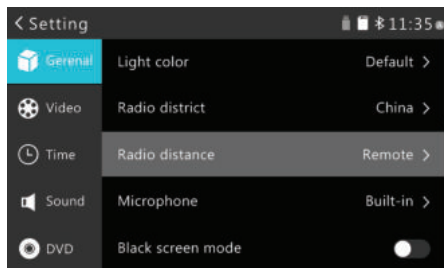 Setting
11:35
Gerenal
Light color
Default
Video
Radio district
China
Time
Radio distance
Remote
Sound
Microphone
Built-in
DVD
Black screen mode